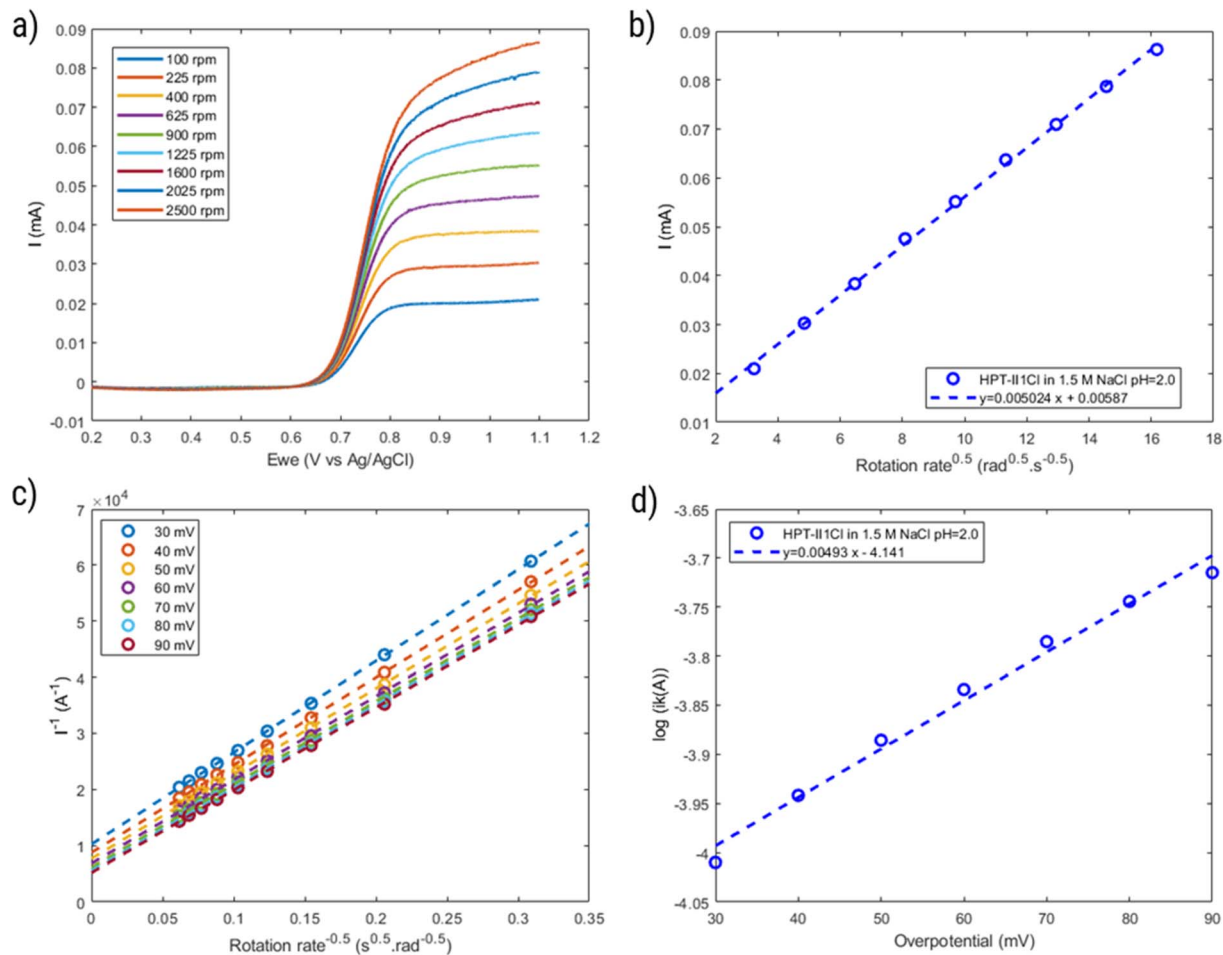 a)
0.09
0.08
0.07
0.06
0.05
0.04
0.03
0.02
0.01
0
-0.01
I (mA)
100 rpm
225 rpm
400 rpm
625 rpm
900 rpm
1225 rpm
1600 rpm
2025 rpm
2500 rpm
0.2 0.3 0.4 0.5 0.6 0.7 0.8 0.9 1 1.1 1.2
Ewe (V vs Ag/AgCl)
b)
0.09
0.08
0.07
0.06
0.05
0.04
0.03
0.02
0.01
I (mA)
HPT-II1Cl in 1.5 M NaCl pH=2.0
y=0.005024 x + 0.00587
2 4 6 8 10 12 14 16 18
Rotation rate^0.5 (rad^0.5.s^-0.5)
c)
×10^4
7
6
5
4
3
2
1
0
I^-1 (A^-1)
30 mV
40 mV
50 mV
60 mV
70 mV
80 mV
90 mV
0 0.05 0.1 0.15 0.2 0.25 0.3 0.35
Rotation rate^-0.5 (s^0.5.rad^-0.5)
d)
-3.65
-3.7
-3.75
-3.8
-3.85
-3.9
-3.95
-4
-4.05
log (ik(A))
HPT-II1Cl in 1.5 M NaCl pH=2.0
y=0.00493 x - 4.141
30 40 50 60 70 80 90
Overpotential (mV)